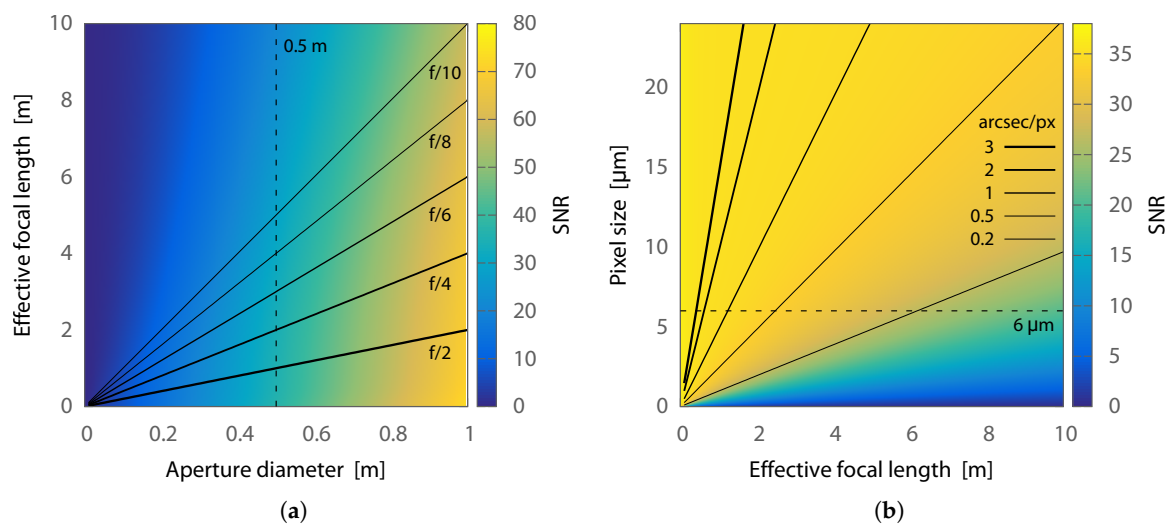 10
8
6
4
2
0
Effective focal length [m]
0.5 m
f/10
f/8
f/6
f/4
f/2
0
0.2
0.4
0.6
0.8
1
Aperture diameter [m]
80
70
60
50
40
30
20
10
0
SNR
(a)
20
15
10
5
0
Pixel size [µm]
arcsec/px
3
2
1
0.5
0.2
6 µm
0
2
4
6
8
10
Effective focal length [m]
35
30
25
20
15
10
5
0
SNR
(b)